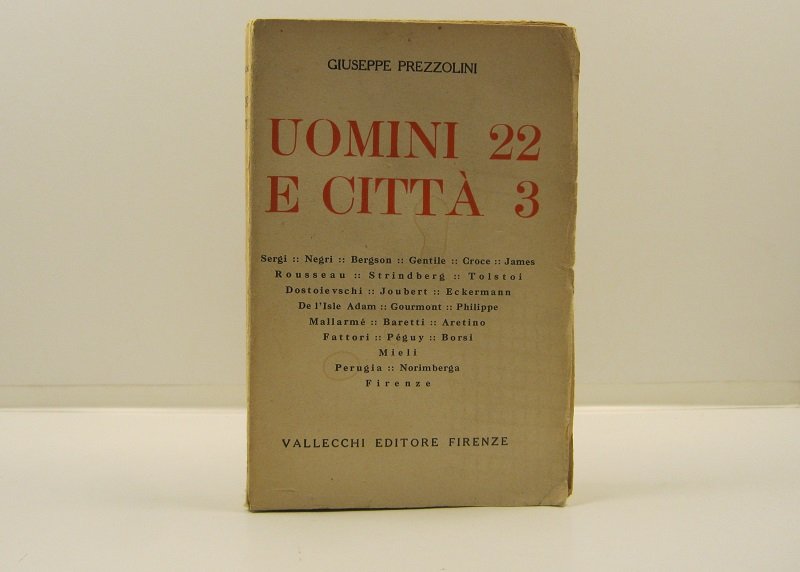 GIUSEPPE PREZZOLINI
UOMINI 22
E CITTÀ 3
Sergi :: Negri :: Bergson :: Gentile :: Croce :: James
Rousseau :: Strindberg :: Tolstoi
Dostoievschi :: Joubert :: Eckermann
De l'Isle Adam :: Gourmont :: Philippe
Mallarmé :: Baretti :: Aretino
Fattori :: Péguy :: Borsi
Mieli
Perugia :: Norimberga
Firenze
VALLECCHI EDITORE FIRENZE